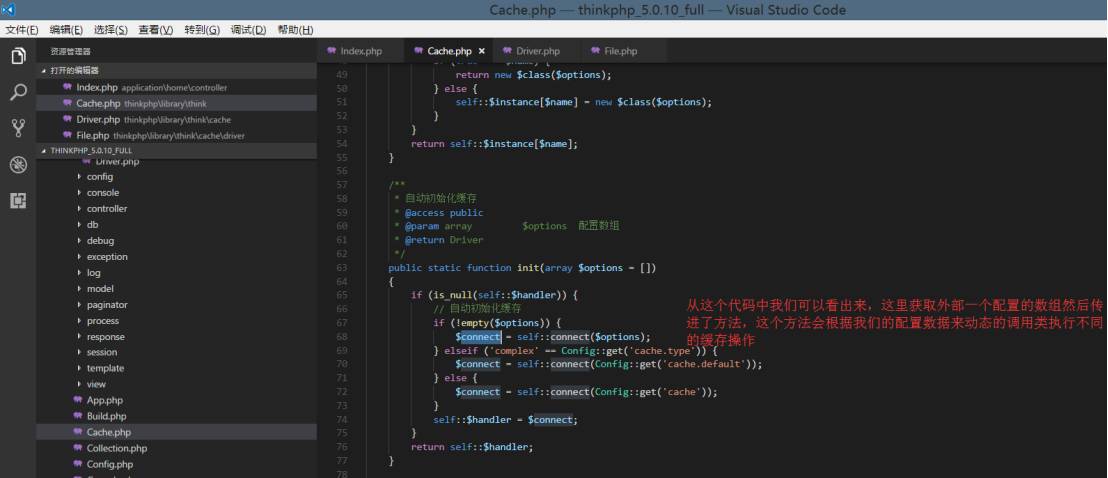 Cache.php — thinkphp_5.0.10_full — Visual Studio Code
文件(F) 编辑(E) 选择(S) 查看(V) 转到(G) 调试(D) 帮助(H)
资源管理器
打开的编辑器
Index.php application\home\controller
Cache.php thinkphp\library\think
Driver.php thinkphp\library\think\cache
File.php thinkphp\library\think\cache\driver
THINKPHP_5.0.10_FULL
Driver.php
config
console
controller
db
debug
exception
log
model
paginator
process
response
session
template
view
App.php
Build.php
Cache.php
Collection.php
Config.php
Index.php Cache.php × Driver.php File.php
49 return new $class($options);
50 } else {
51 self::$instance[$name] = new $class($options);
52 }
53 }
54 return self::$instance[$name];
55 }
56
57 /**
58 * 自动初始化缓存
59 * @access public
60 * @param array $options 配置数组
61 * @return Driver
62 */
63 public static function init(array $options = [])
64 {
65 if (is_null(self::$handler)) {
66 // 自动初始化缓存
67 if (!empty($options)) {
68 $connect = self::connect($options);
69 } elseif ('complex' == Config::get('cache.type')) {
70 $connect = self::connect(Config::get('cache.default'));
71 } else {
72 $connect = self::connect(Config::get('cache'));
73 }
74 self::$handler = $connect;
75 }
76 return self::$handler;
77 }
78
从这个代码中我们可以看出来，这里获取外部一个配置的数组然后传
进了方法，这个方法会根据我们的配置数据来动态的调用类执行不同
的缓存操作